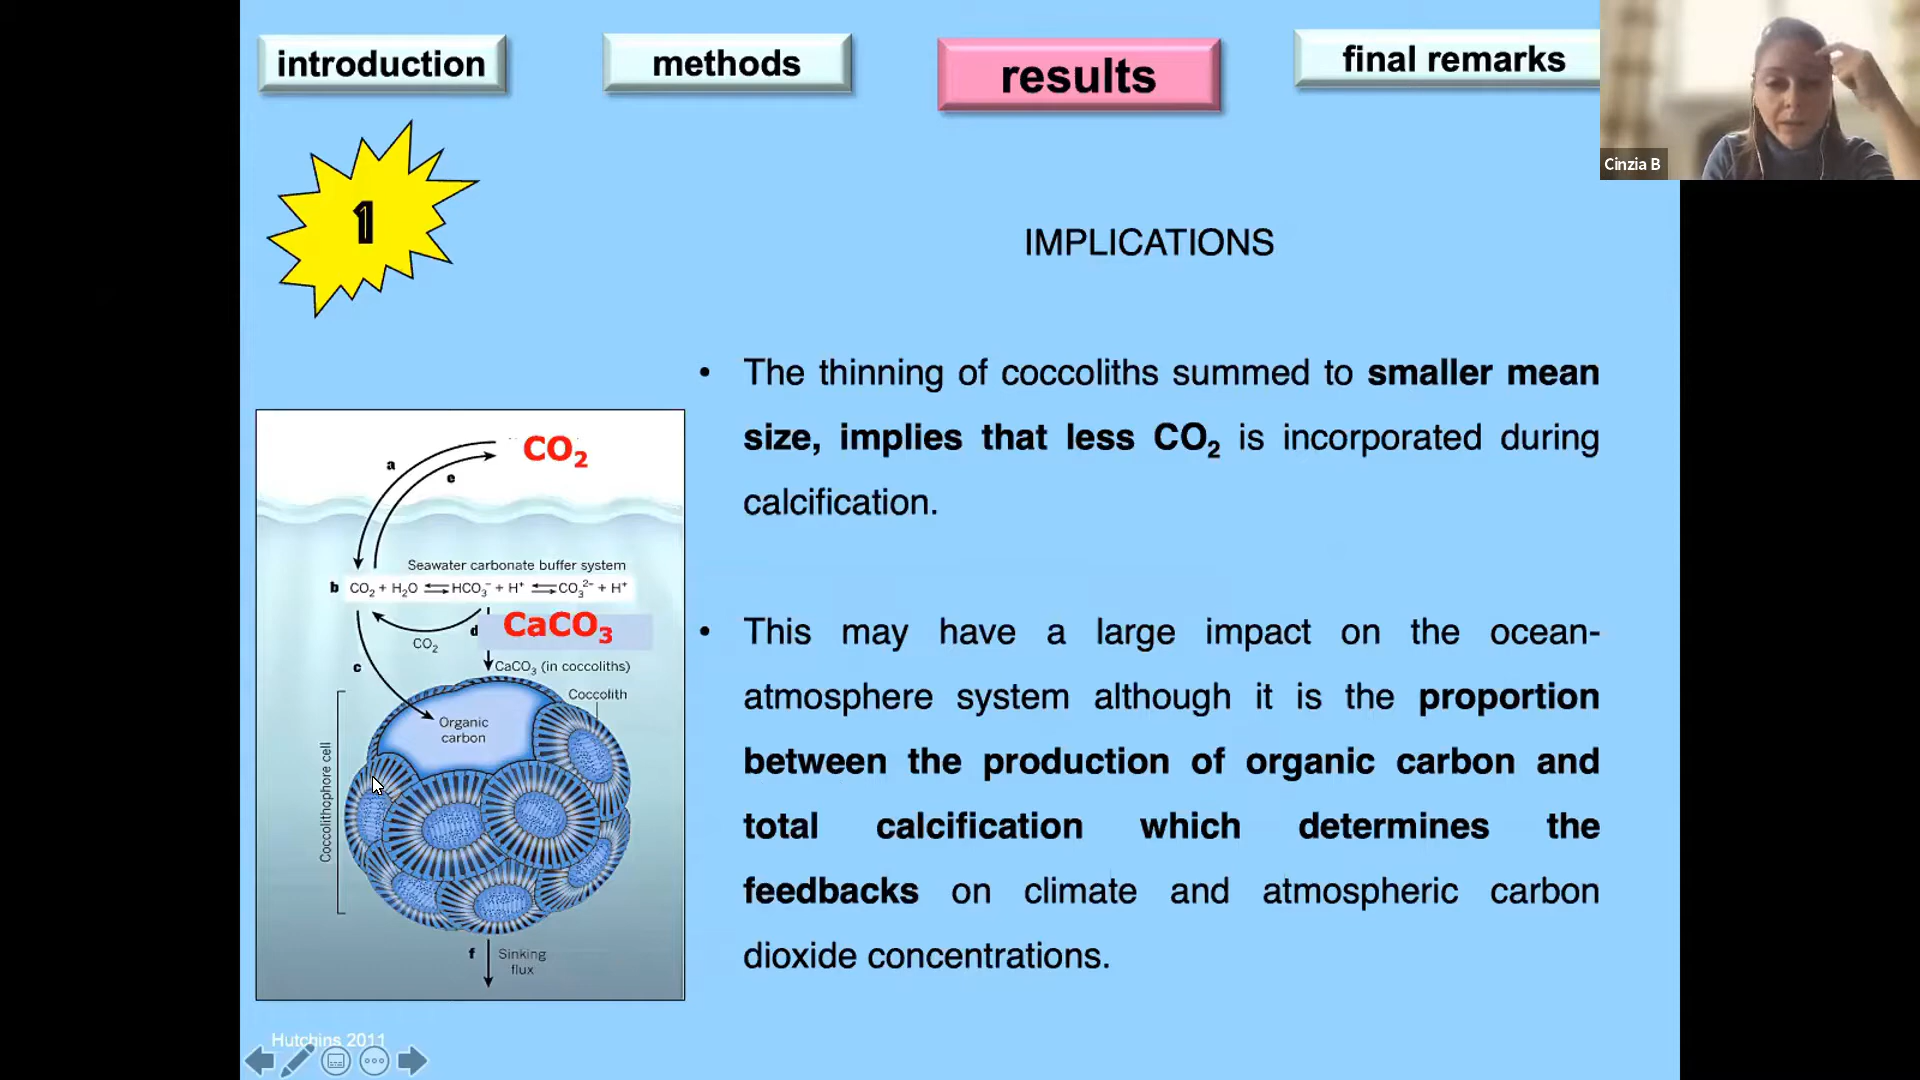 introduction
methods
results
final remarks
Cinzia B
1
IMPLICATIONS
• The thinning of coccoliths summed to smaller mean
size, implies that less CO₂ is incorporated during
calcification.
• This may have a large impact on the ocean-
atmosphere system although it is the proportion
between the production of organic carbon and
total calcification which determines the
feedbacks on climate and atmospheric carbon
dioxide concentrations.
CO₂
a
e
Seawater carbonate buffer system
b CO₂ + H₂O ⇌ HCO₃⁻ + H⁺ ⇌ CO₃²⁻ + H⁺
d CaCO₃
CO₂
c
CaCO₃ (in coccoliths)
Coccolith
Organic
carbon
Coccolithophore cell
f Sinking
flux
Hutchins 2011